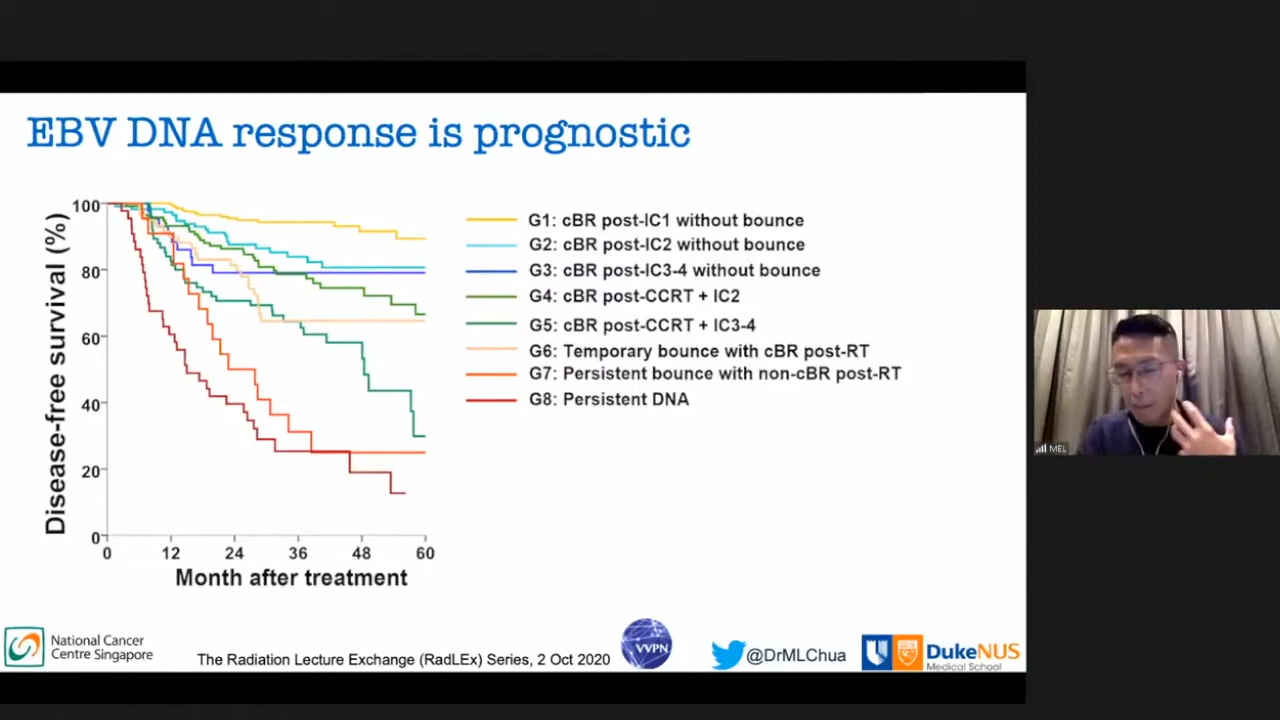 EBV DNA response is prognostic
Disease-free survival (%)
100
80
60
40
20
0
0 12 24 36 48 60
Month after treatment
G1: cBR post-IC1 without bounce
G2: cBR post-IC2 without bounce
G3: cBR post-IC3-4 without bounce
G4: cBR post-CCRT + IC2
G5: cBR post-CCRT + IC3-4
G6: Temporary bounce with cBR post-RT
G7: Persistent bounce with non-cBR post-RT
G8: Persistent DNA
MEL
National Cancer
Centre Singapore
The Radiation Lecture Exchange (RadLEx) Series, 2 Oct 2020
VVPN
@DrMLChua
DukeNUS
Medical School